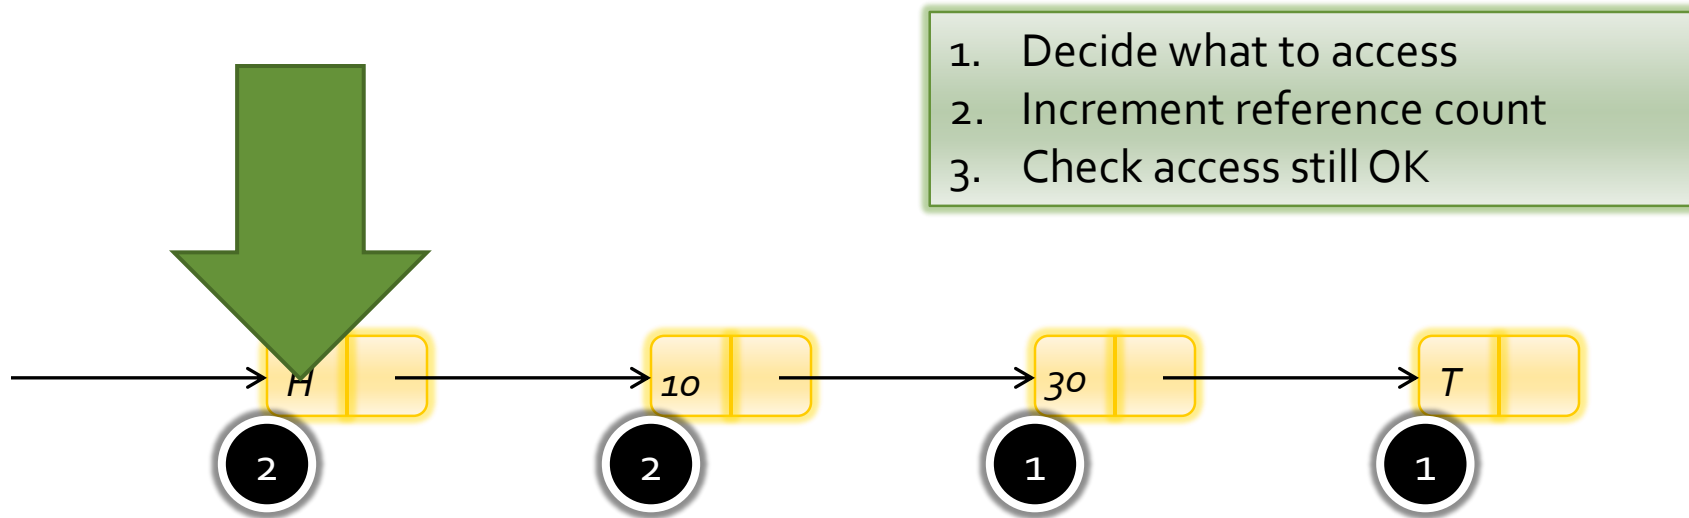 1. Decide what to access
2. Increment reference count
3. Check access still OK
H 10 30 T
2 2 1 1